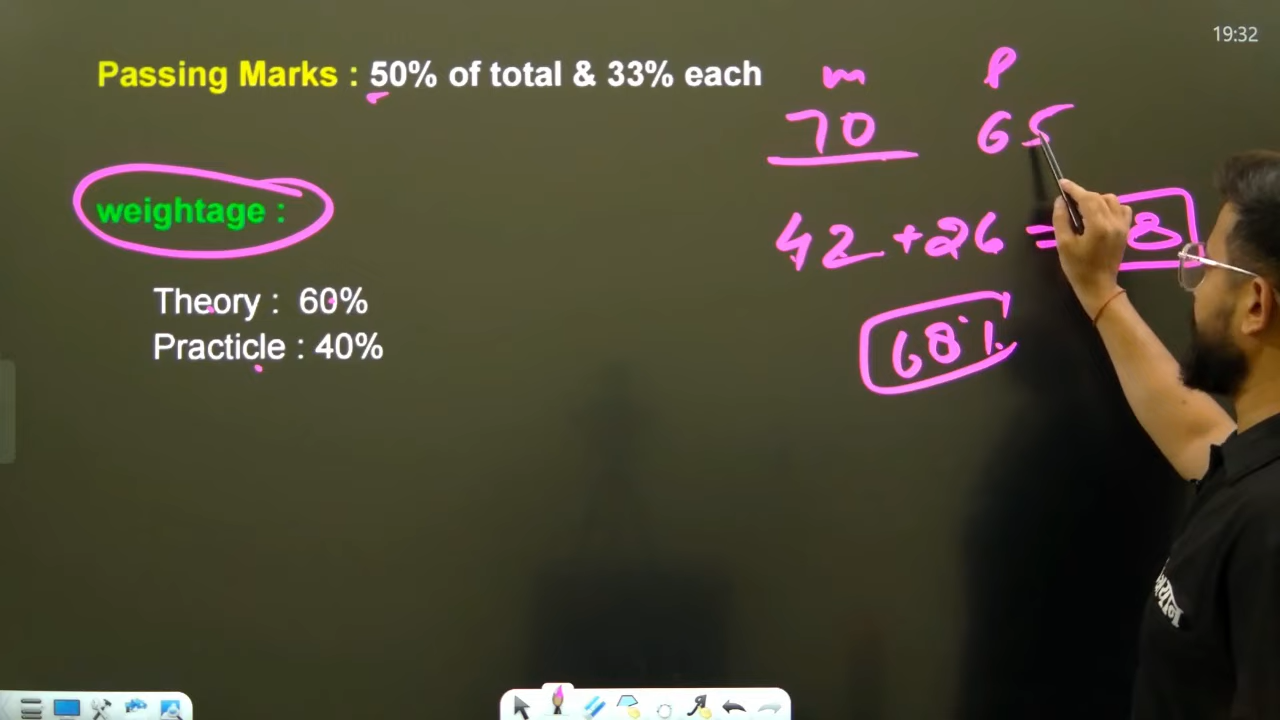 19:32
Passing Marks : 50% of total & 33% each
m P
70 65
weightage :
42 + 26 = 8
Theory : 60%
Practicle : 40%
68%